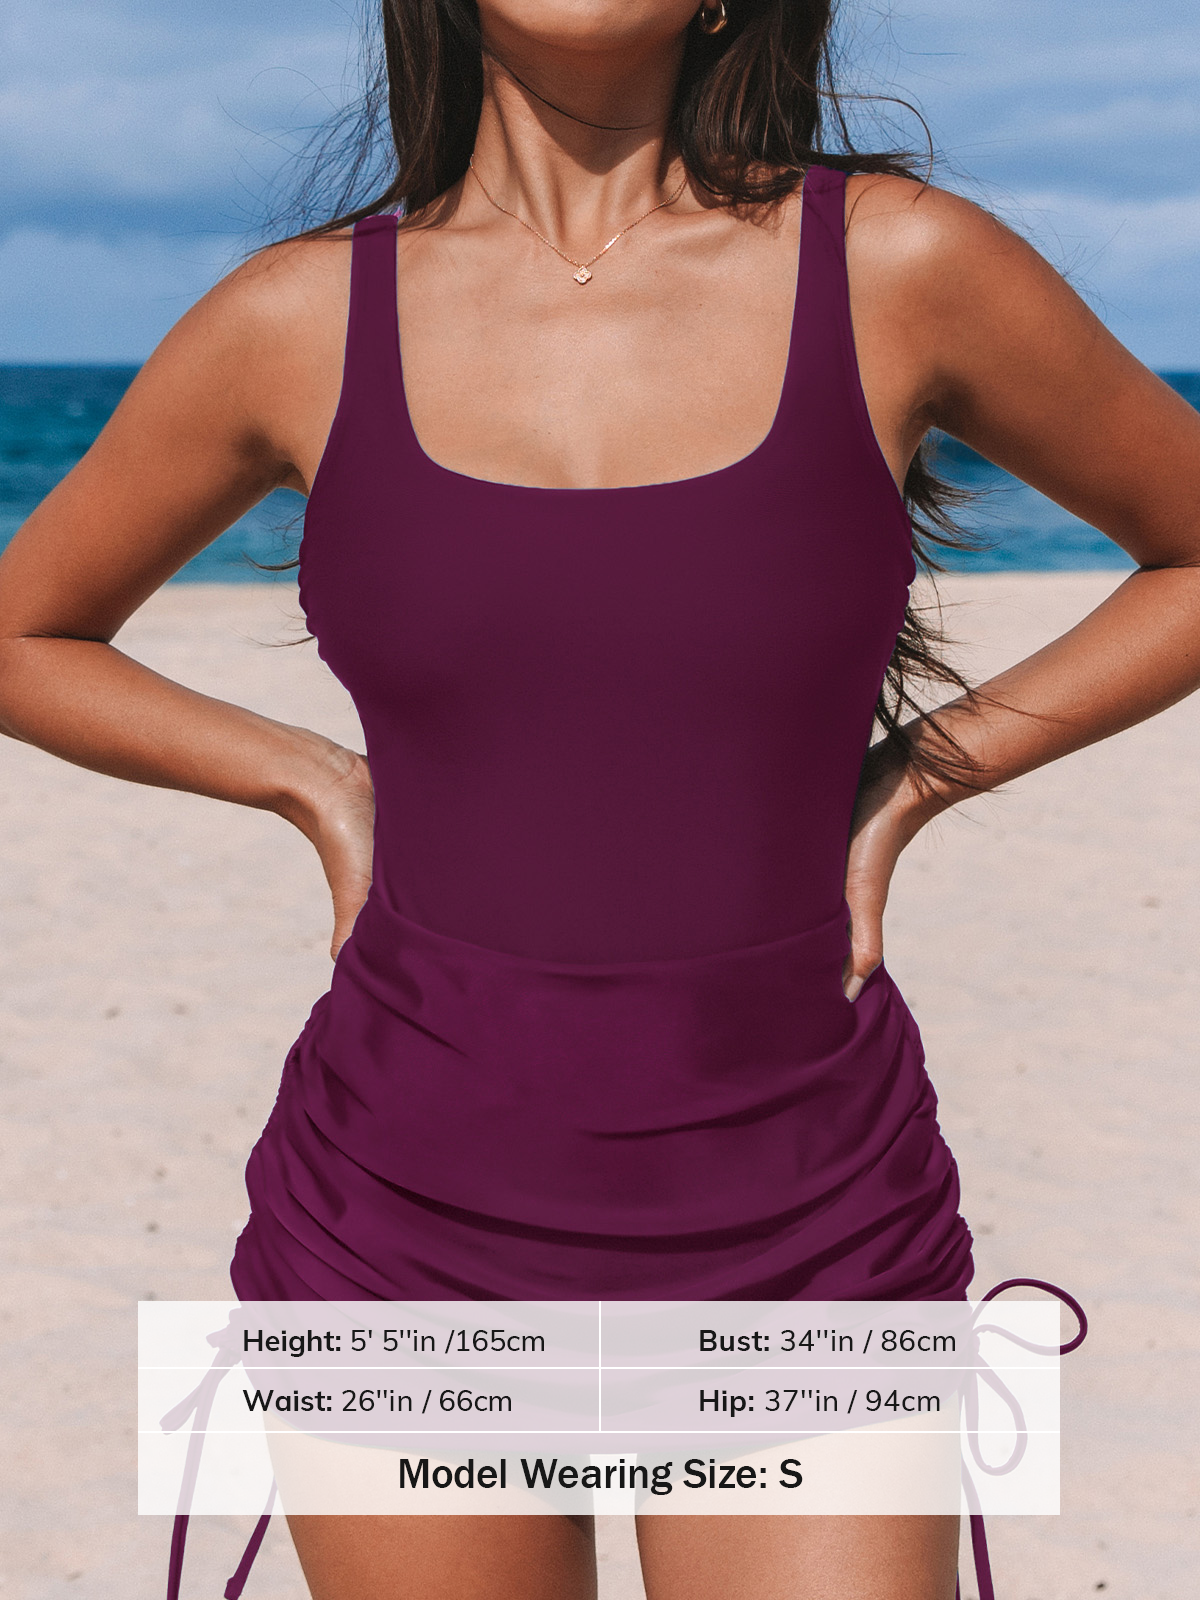 Height: 5' 5''in /165cm
Bust: 34''in / 86cm
Waist: 26''in / 66cm
Hip: 37''in / 94cm
Model Wearing Size: S